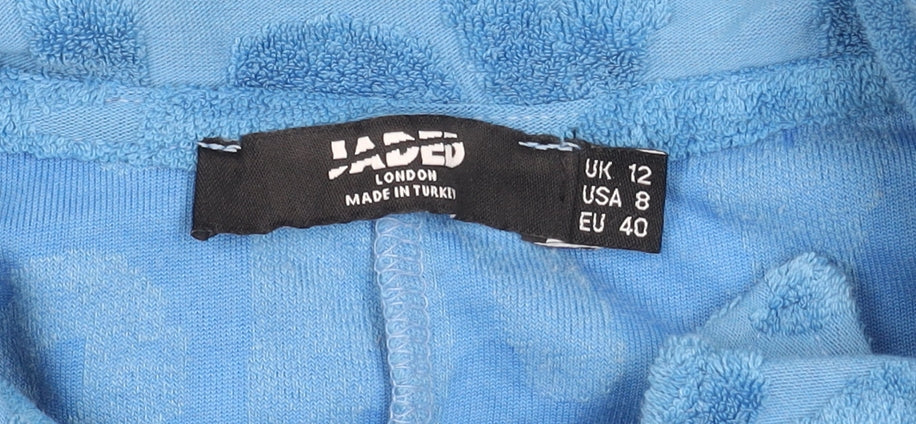 JADED
LONDON
MADE IN TURKEY
UK 12
USA 8
EU 40